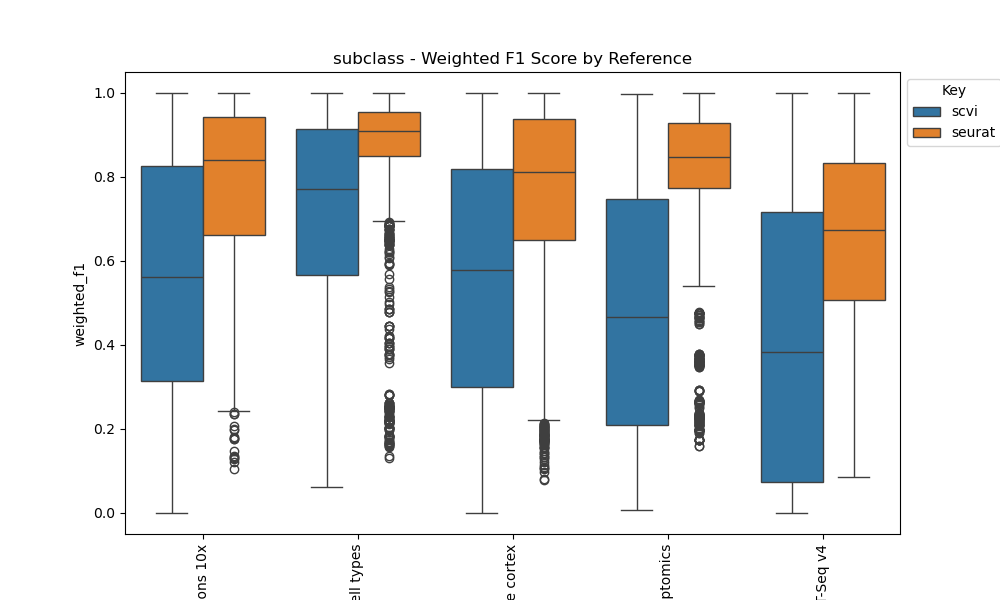 subclass - Weighted F1 Score by Reference
Key
scvi
seurat
weighted_f1
1.0
0.8
0.6
0.4
0.2
0.0
ons 10x
ell types
e cortex
ptomics
-Seq v4